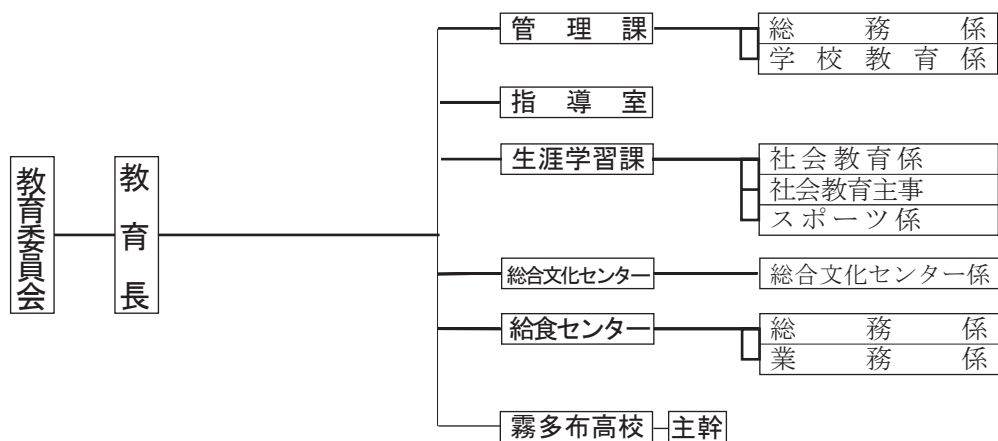 教育委員会
教育長
管理課
総務係
学校教育係
指導室
生涯学習課
社会教育係
社会教育主事
スポーツ係
総合文化センター
総合文化センター係
給食センター
総務係
業務係
霧多布高校
主幹